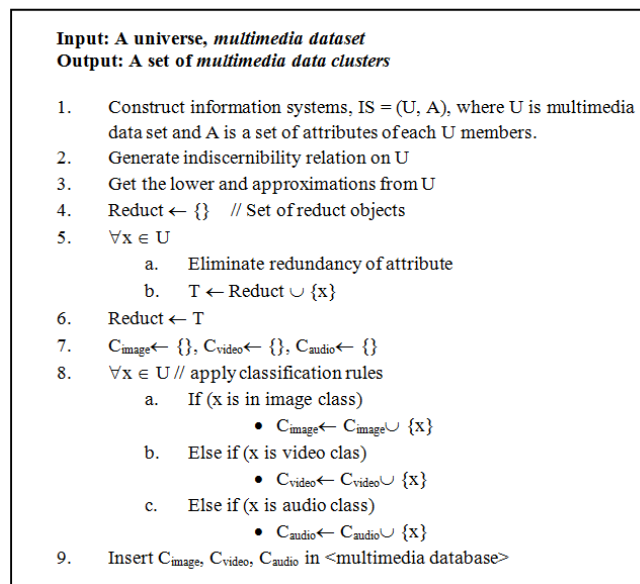 Input: A universe, multimedia dataset
Output: A set of multimedia data clusters
1. Construct information systems, IS = (U, A), where U is multimedia
data set and A is a set of attributes of each U members.
2. Generate indiscernibility relation on U
3. Get the lower and approximations from U
4. Reduct ← {} // Set of reduct objects
5. ∀x ∈ U
a. Eliminate redundancy of attribute
b. T ← Reduct ∪ {x}
6. Reduct ← T
7. Cimage← {}, Cvideo← {}, Caudio← {}
8. ∀x ∈ U // apply classification rules
a. If (x is in image class)
• Cimage← Cimage∪ {x}
b. Else if (x is video clas)
• Cvideo← Cvideo∪ {x}
c. Else if (x is audio class)
• Caudio← Caudio∪ {x}
9. Insert Cimage, Cvideo, Caudio in <multimedia database>